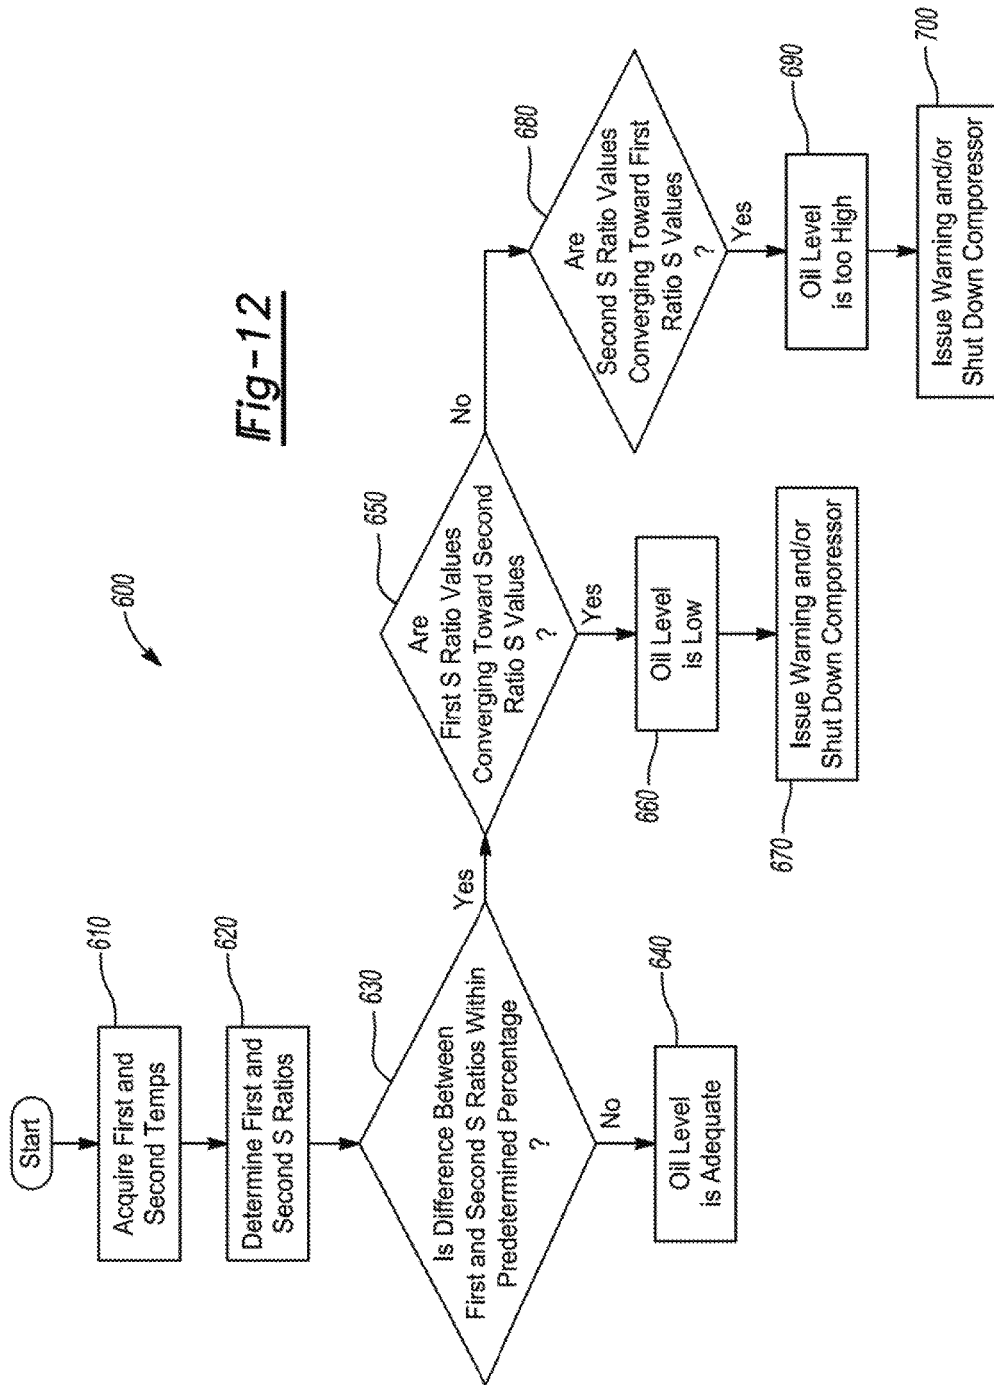 Fig-12
600
Start
Acquire First and
Second Temps
610
Determine First and
Second S Ratios
620
Is Difference Between
First and Second S Ratios Within
Predetermined Percentage
?
630
Yes
No
Oil Level
is Adequate
640
Are
First S Ratio Values
Converging Toward Second
Ratio S Values
?
650
No
Yes
Oil Level
is Low
660
Issue Warning and/or
Shut Down Comporessor
670
Are
Second S Ratio Values
Converging Toward First
Ratio S Values
?
680
Yes
Oil Level
is too High
690
Issue Warning and/or
Shut Down Comporessor
700